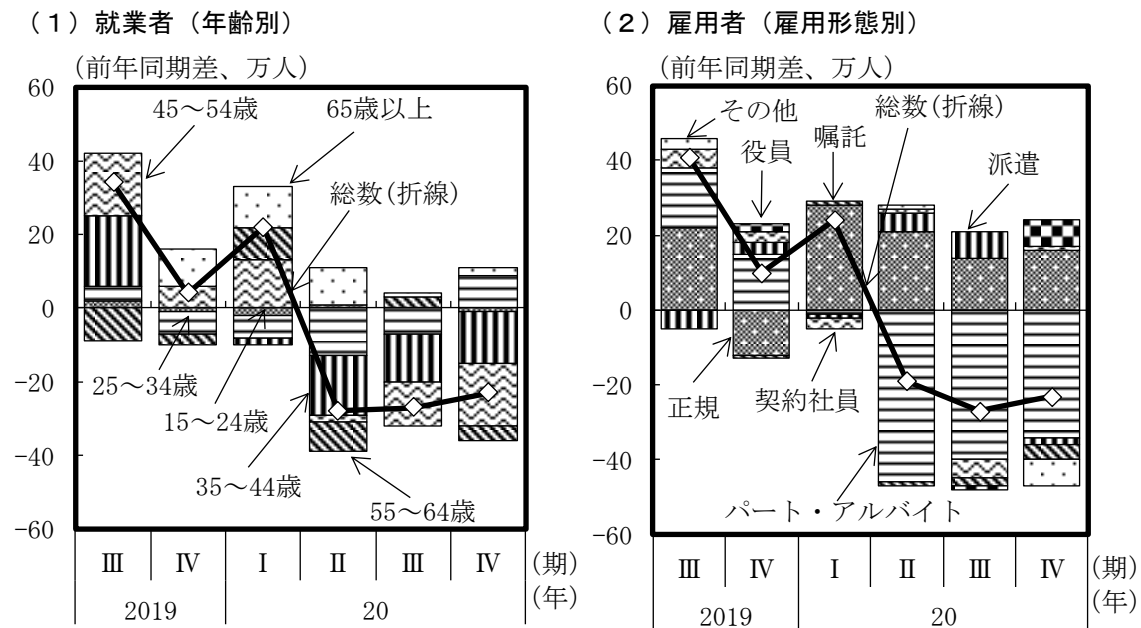 (1)就業者(年齢別)
(前年同期差、万人)
60
40
20
0
−20
−40
−60
45~54歳
65歳以上
総数(折線)
25~34歳
15~24歳
35~44歳
55~64歳
Ⅲ Ⅳ Ⅰ Ⅱ Ⅲ Ⅳ (期)
2019 20 (年)
(2)雇用者(雇用形態別)
(前年同期差、万人)
60
40
20
0
−20
−40
−60
その他
役員
嘱託
総数(折線)
派遣
正規
契約社員
パート・アルバイト
Ⅲ Ⅳ Ⅰ Ⅱ Ⅲ Ⅳ (期)
2019 20 (年)